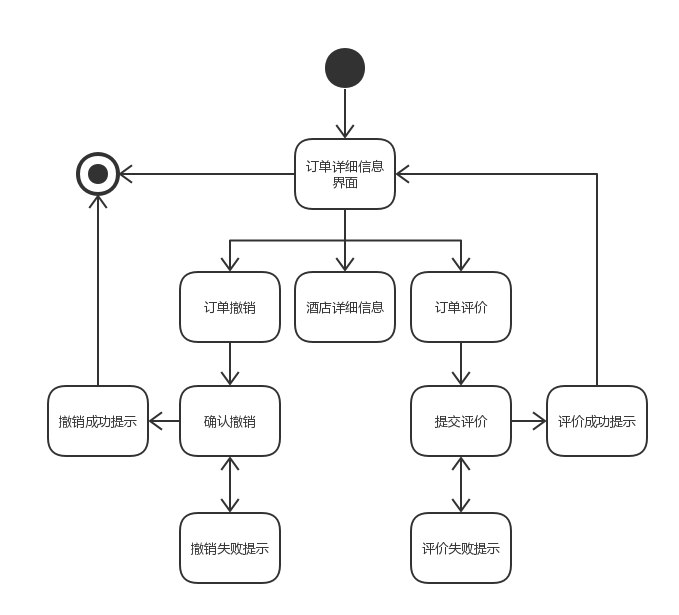 订单详细信息
界面
订单撤销
酒店详细信息
订单评价
撤销成功提示
确认撤销
提交评价
评价成功提示
撤销失败提示
评价失败提示